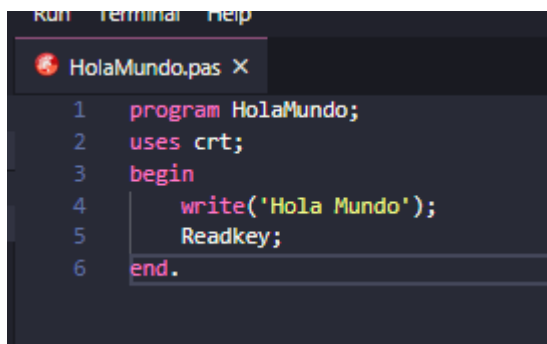 Run Terminal Help
HolaMundo.pas ×
1 program HolaMundo;
2 uses crt;
3 begin
4 write('Hola Mundo');
5 Readkey;
6 end.